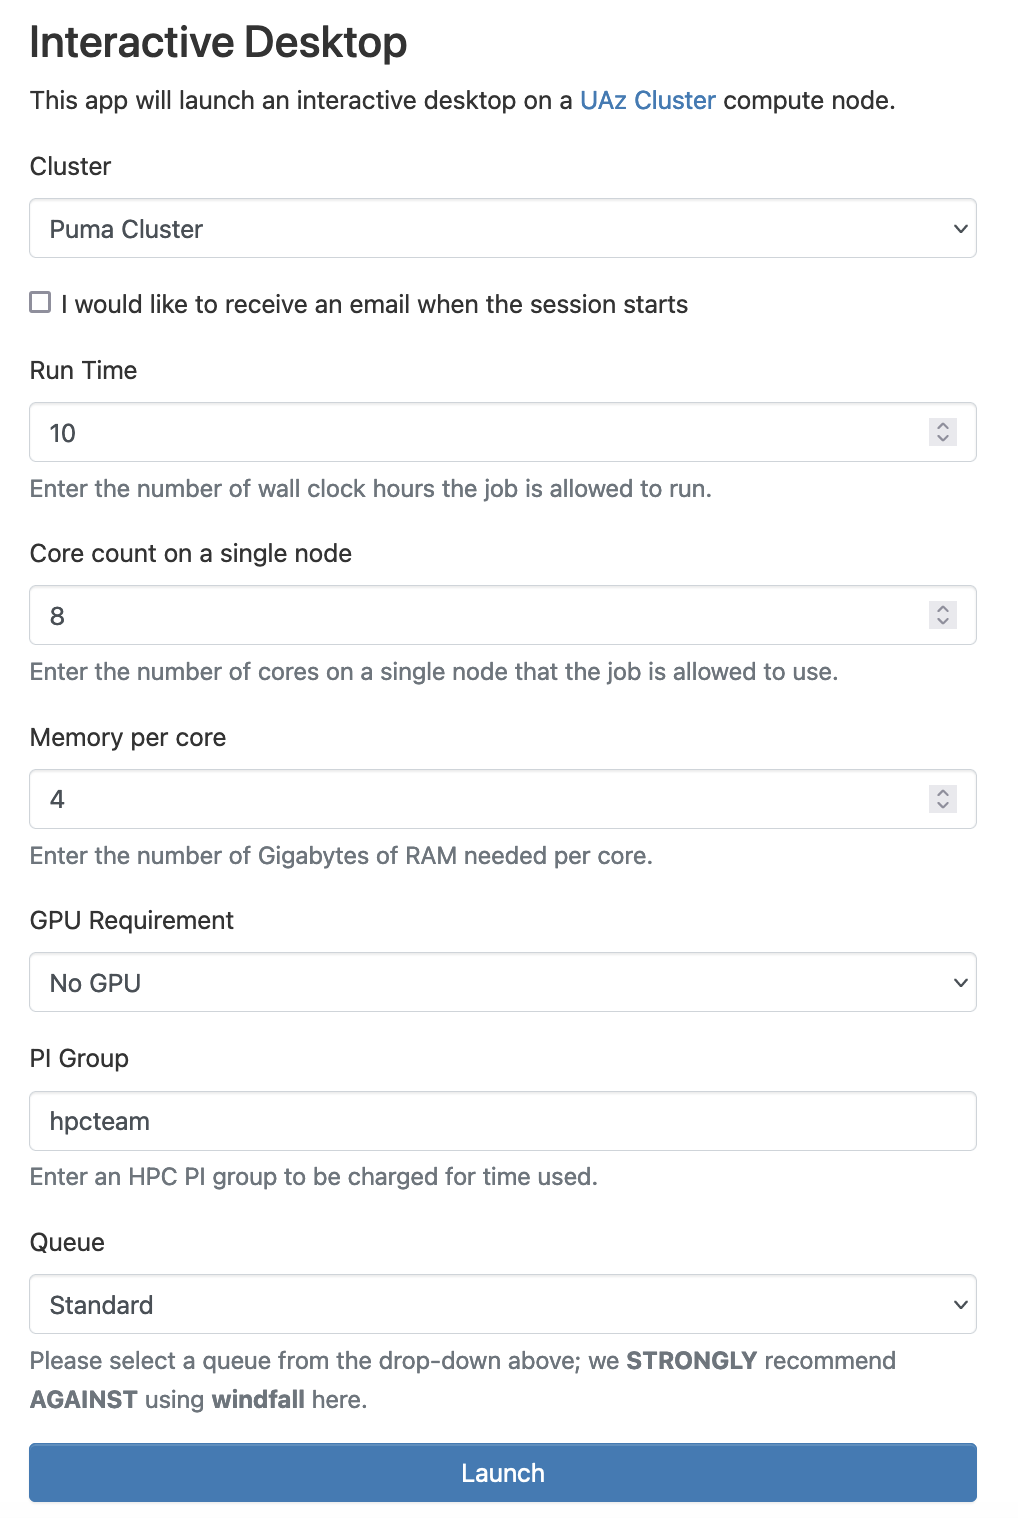 Interactive Desktop
This app will launch an interactive desktop on a UAz Cluster compute node.
Cluster
Puma Cluster
I would like to receive an email when the session starts
Run Time
10
Enter the number of wall clock hours the job is allowed to run.
Core count on a single node
8
Enter the number of cores on a single node that the job is allowed to use.
Memory per core
4
Enter the number of Gigabytes of RAM needed per core.
GPU Requirement
No GPU
PI Group
hpcteam
Enter an HPC PI group to be charged for time used.
Queue
Standard
Please select a queue from the drop-down above; we STRONGLY recommend
AGAINST using windfall here.
Launch